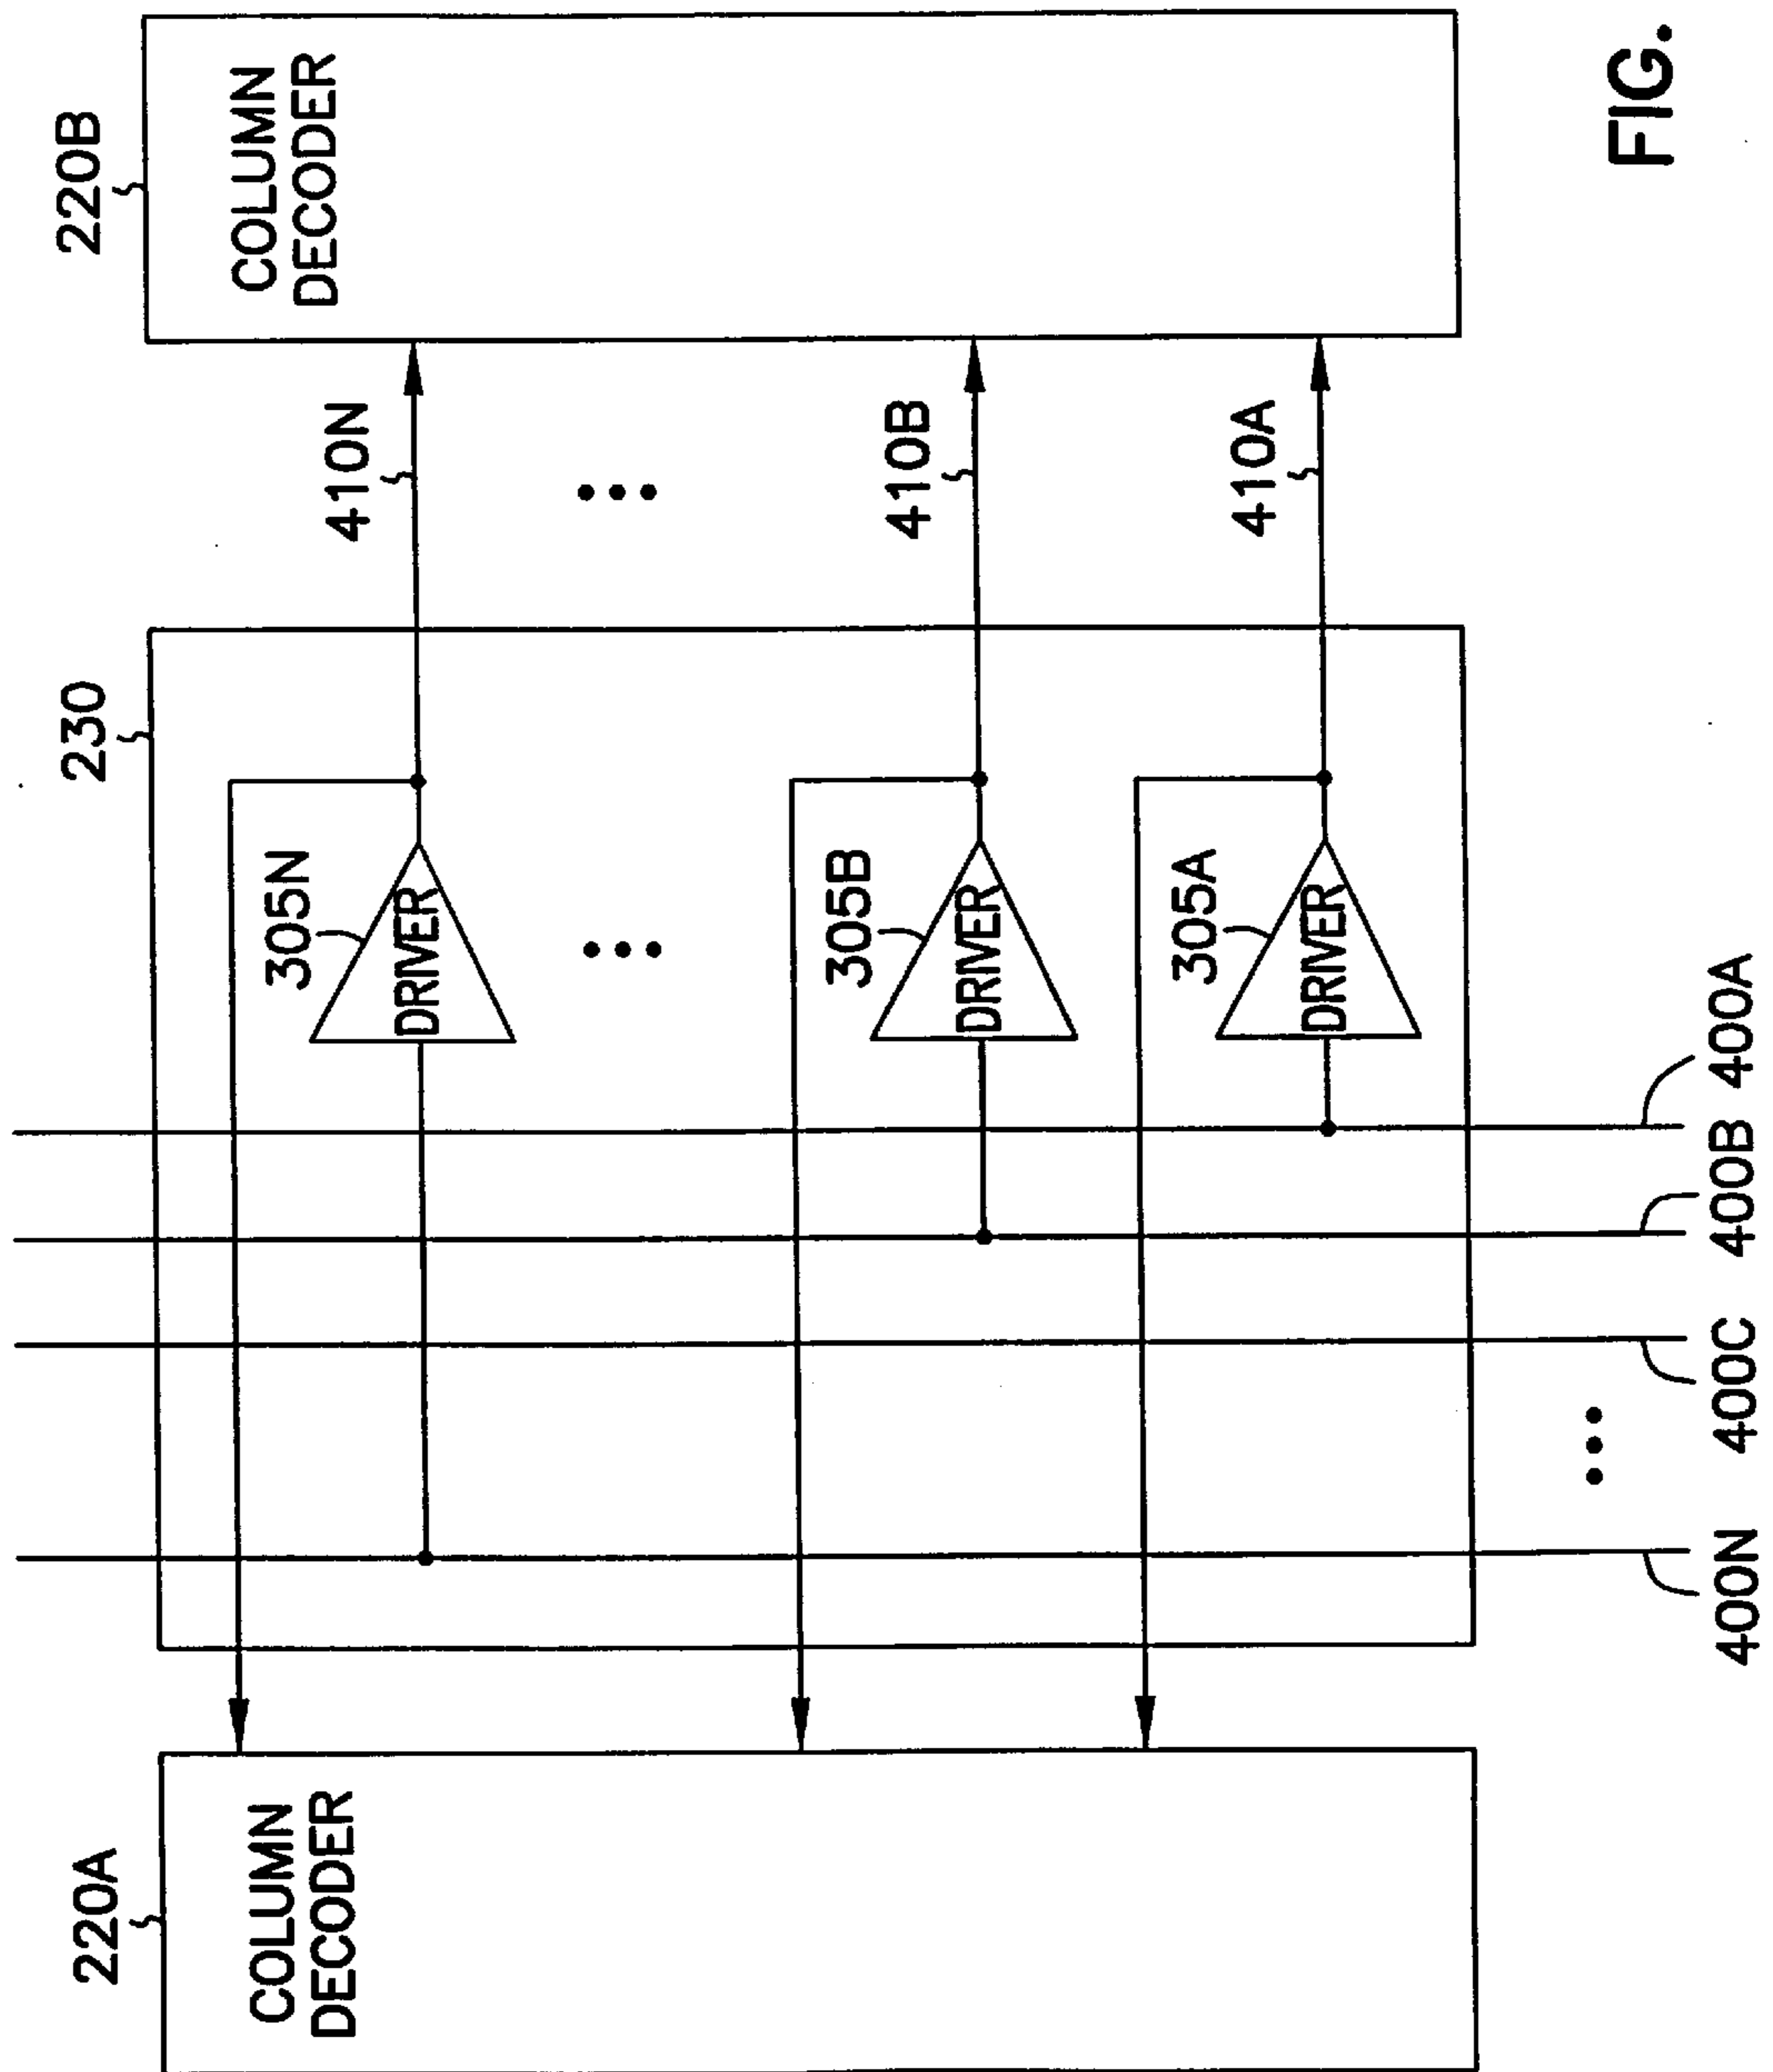 220A
COLUMN
DECODER
230
220B
COLUMN
DECODER
305N
DRIVER
410N
305B
DRIVER
410B
305A
DRIVER
410A
400N
400C
400B
400A
FIG.